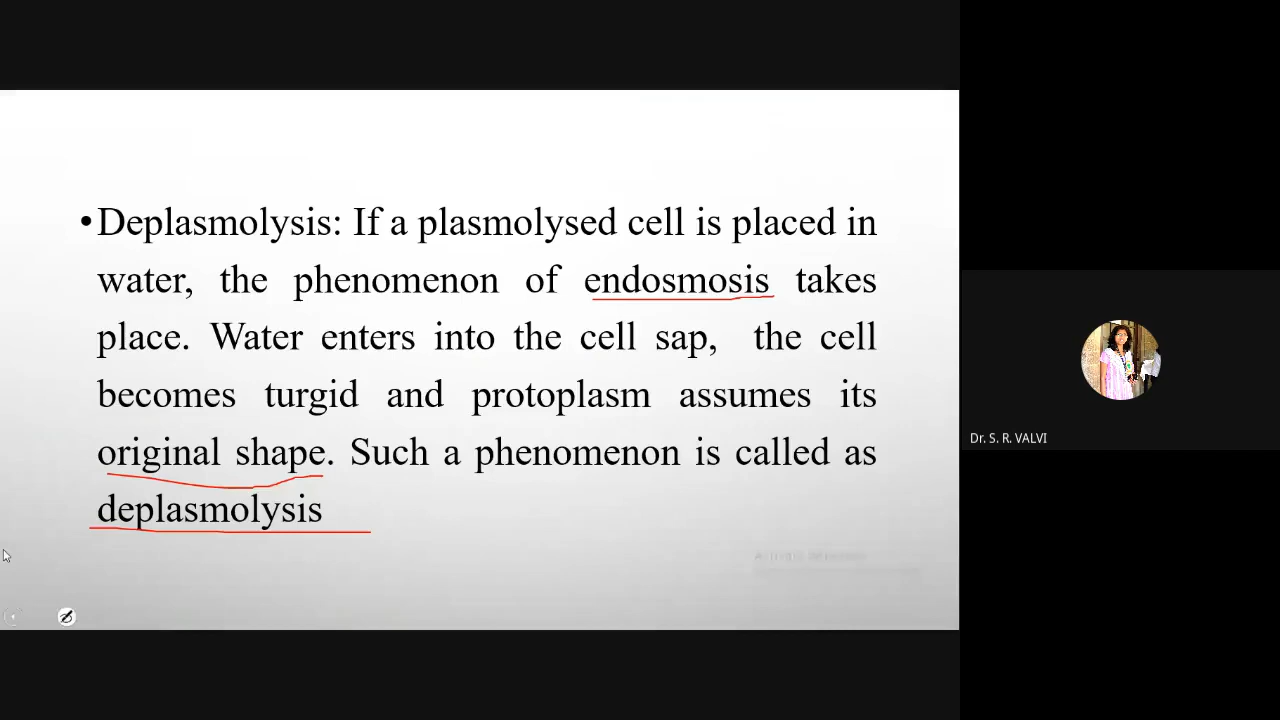 •Deplasmolysis: If a plasmolysed cell is placed in
water, the phenomenon of endosmosis takes
place. Water enters into the cell sap, the cell
becomes turgid and protoplasm assumes its
original shape. Such a phenomenon is called as
deplasmolysis
Dr. S. R. VALVI